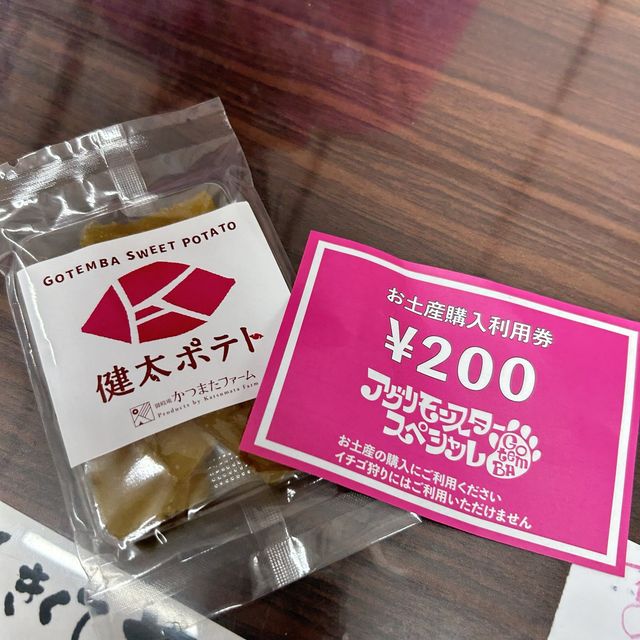 GOTEMBA SWEET POTATO
健太ポテト
御殿場 かつまたファーム
Products by Katsumata Farm
お土産購入利用券
¥200
アグリモンスター
スペシャル
GotemBA
お土産の購入にご利用ください
イチゴ狩りにはご利用いただけません